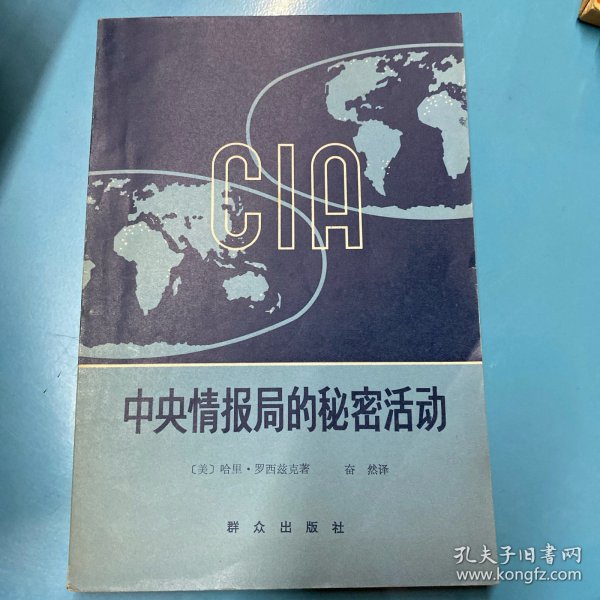 CIA
中央情报局的秘密活动
〔美〕哈里·罗西兹克著 奋 然译
群众出版社
孔夫子旧书网
www.kongfz.com